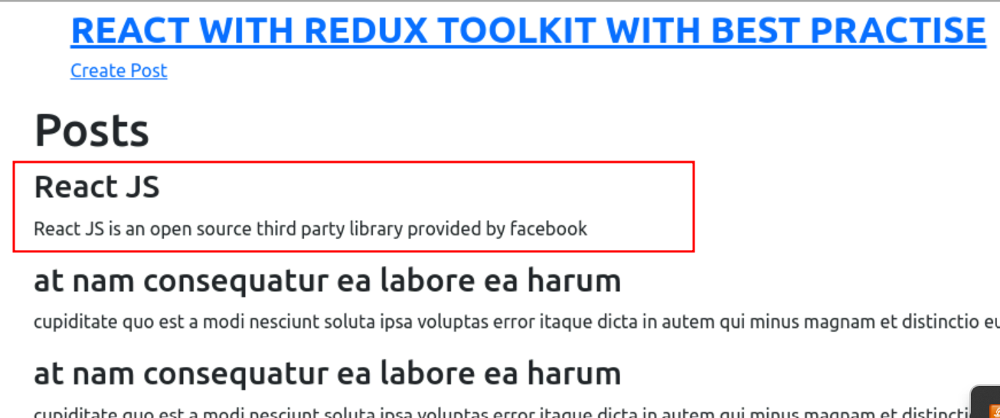 REACT WITH REDUX TOOLKIT WITH BEST PRACTISE
Create Post
Posts
React JS
React JS is an open source third party library provided by facebook
at nam consequatur ea labore ea harum
cupiditate quo est a modi nesciunt soluta ipsa voluptas error itaque dicta in autem qui minus magnam et distinctio eu
at nam consequatur ea labore ea harum
cupiditate quo est a modi nesciunt soluta ipsa voluptas error itaque dicta in autem qui minus magnam et distincti